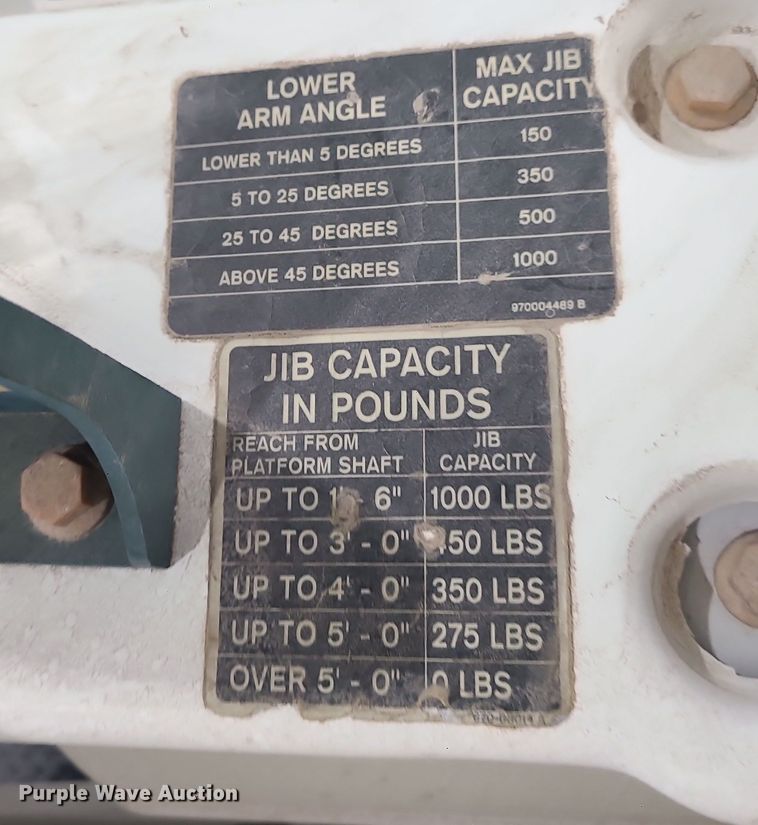 LOWER
ARM ANGLE
MAX JIB
CAPACITY
LOWER THAN 5 DEGREES 150
5 TO 25 DEGREES 350
25 TO 45 DEGREES 500
ABOVE 45 DEGREES 1000
970004489 B
JIB CAPACITY
IN POUNDS
REACH FROM
PLATFORM SHAFT
JIB
CAPACITY
UP TO 6" 1000 LBS
UP TO 3' - 0" LBS
UP TO 4' - 0" 350 LBS
UP TO 5' - 0" 275 LBS
OVER 5' - 0" 0 LBS
Purple Wave Auction